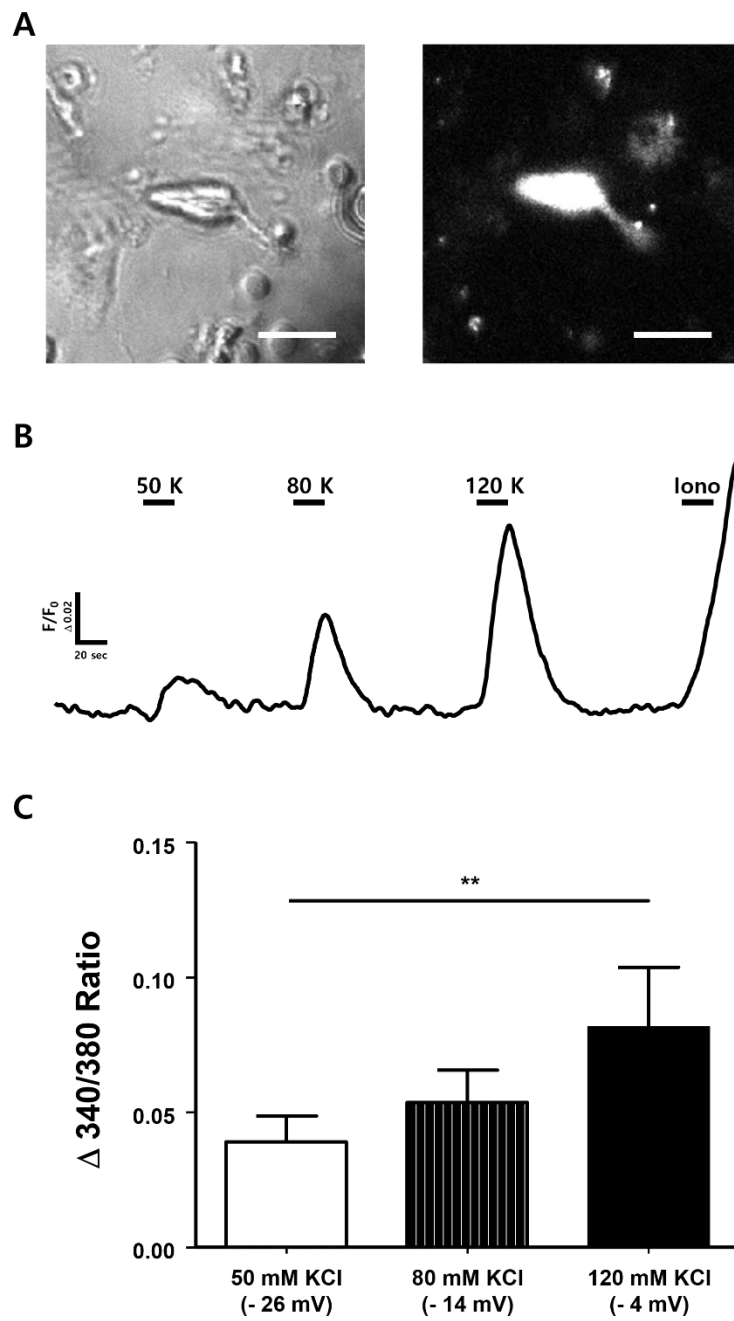 A
B
50 K
80 K
120 K
Iono
F/F0
Δ 0.02
20 sec
C
Δ 340/380 Ratio
0.15
0.10
0.05
0.00
**
50 mM KCl
(- 26 mV)
80 mM KCl
(- 14 mV)
120 mM KCl
(- 4 mV)